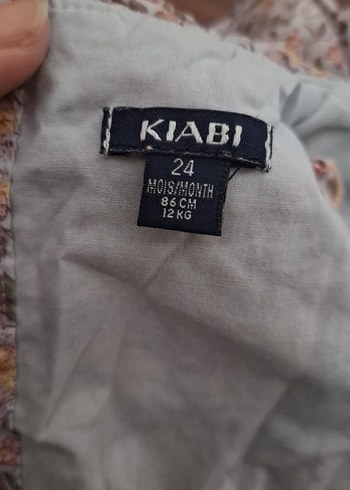 KIABI
24
MOIS/MONTH
86 CM
12 KG